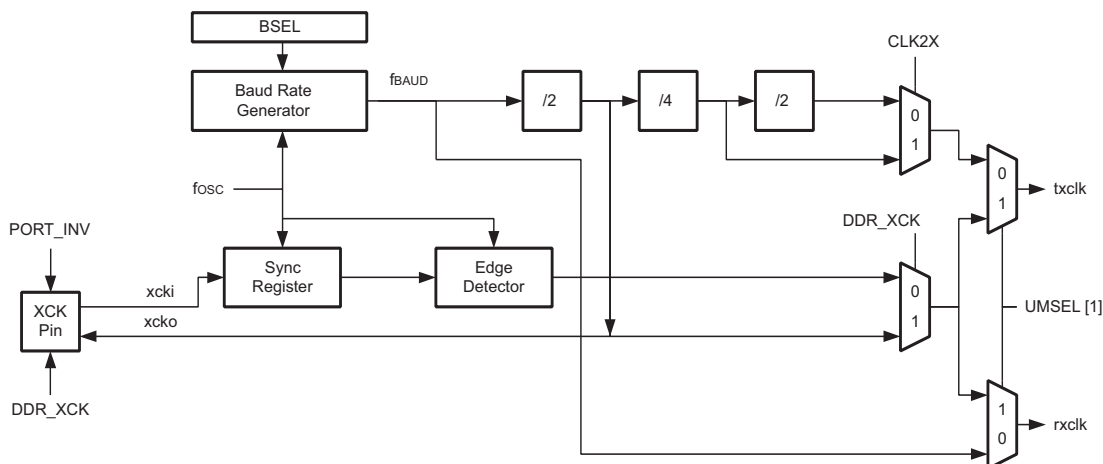 BSEL
CLK2X
Baud Rate
Generator
fBAUD
/2
/4
/2
0
1
fOSC
0
1
txclk
PORT_INV
DDR_XCK
Sync
Register
Edge
Detector
xcki
XCK
Pin
xcko
0
1
UMSEL [1]
DDR_XCK
1
0
rxclk